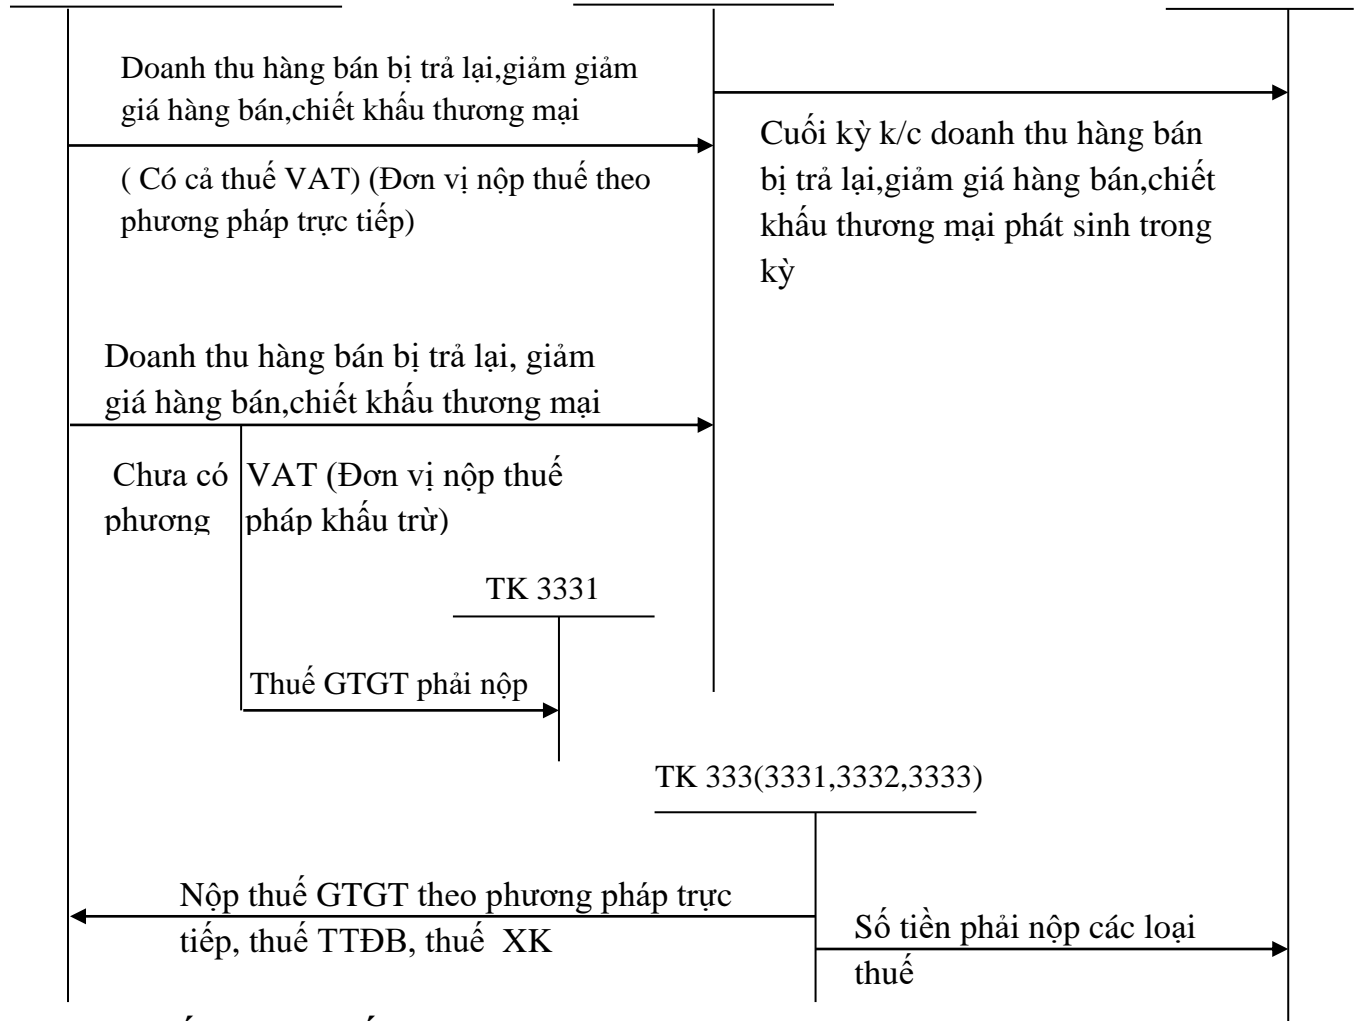 Doanh thu hàng bán bị trả lại,giảm giảm
giá hàng bán,chiết khấu thương mại
( Có cả thuế VAT) (Đơn vị nộp thuế theo
phương pháp trực tiếp)
Cuối kỳ k/c doanh thu hàng bán
bị trả lại,giảm giá hàng bán,chiết
khấu thương mại phát sinh trong
kỳ
Doanh thu hàng bán bị trả lại, giảm
giá hàng bán,chiết khấu thương mại
Chưa có VAT (Đơn vị nộp thuế
phương pháp khấu trừ)
TK 3331
Thuế GTGT phải nộp
TK 333(3331,3332,3333)
Nộp thuế GTGT theo phương pháp trực
tiếp, thuế TTĐB, thuế XK
Số tiền phải nộp các loại
thuế